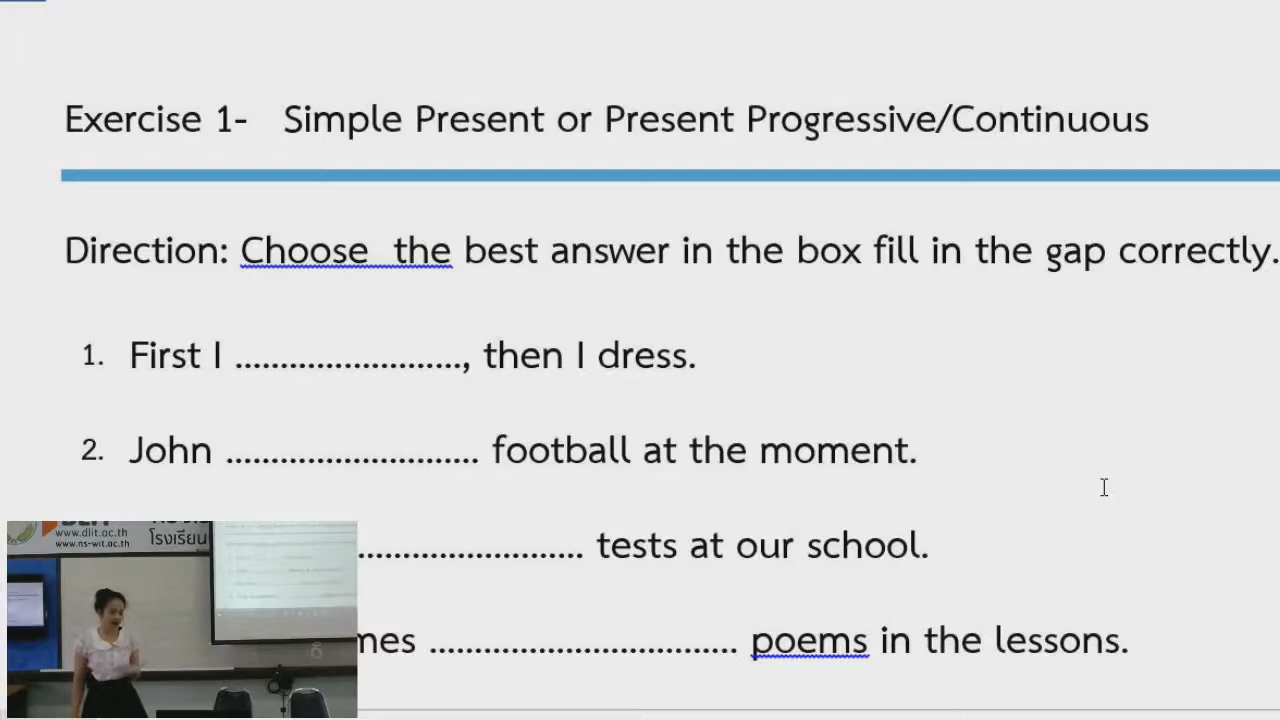 Exercise 1- Simple Present or Present Progressive/Continuous
Direction: Choose the best answer in the box fill in the gap correctly.
1. First I ........................., then I dress.
2. John ............................ football at the moment.
......................... tests at our school.
mes .................................. poems in the lessons.
www.dlit.ac.th
www.ns-wit.ac.th
โรงเรียน